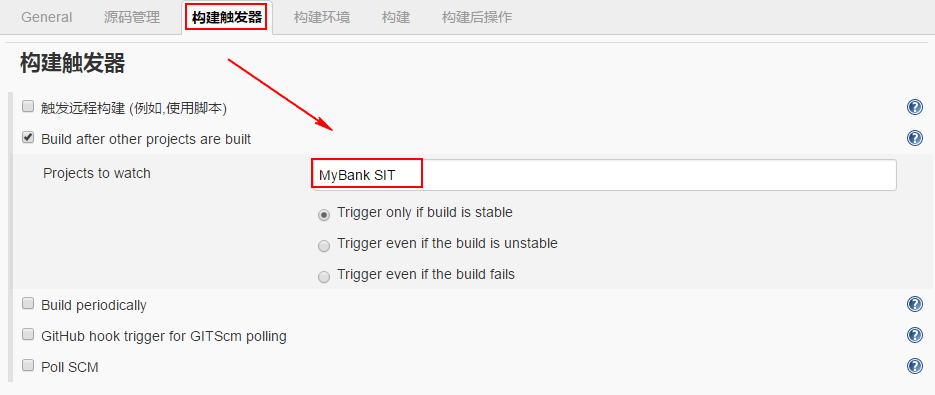 General 源码管理 构建触发器 构建环境 构建 构建后操作
构建触发器
触发远程构建 (例如,使用脚本)
Build after other projects are built
Projects to watch MyBank SIT
Trigger only if build is stable
Trigger even if the build is unstable
Trigger even if the build fails
Build periodically
GitHub hook trigger for GITScm polling
Poll SCM